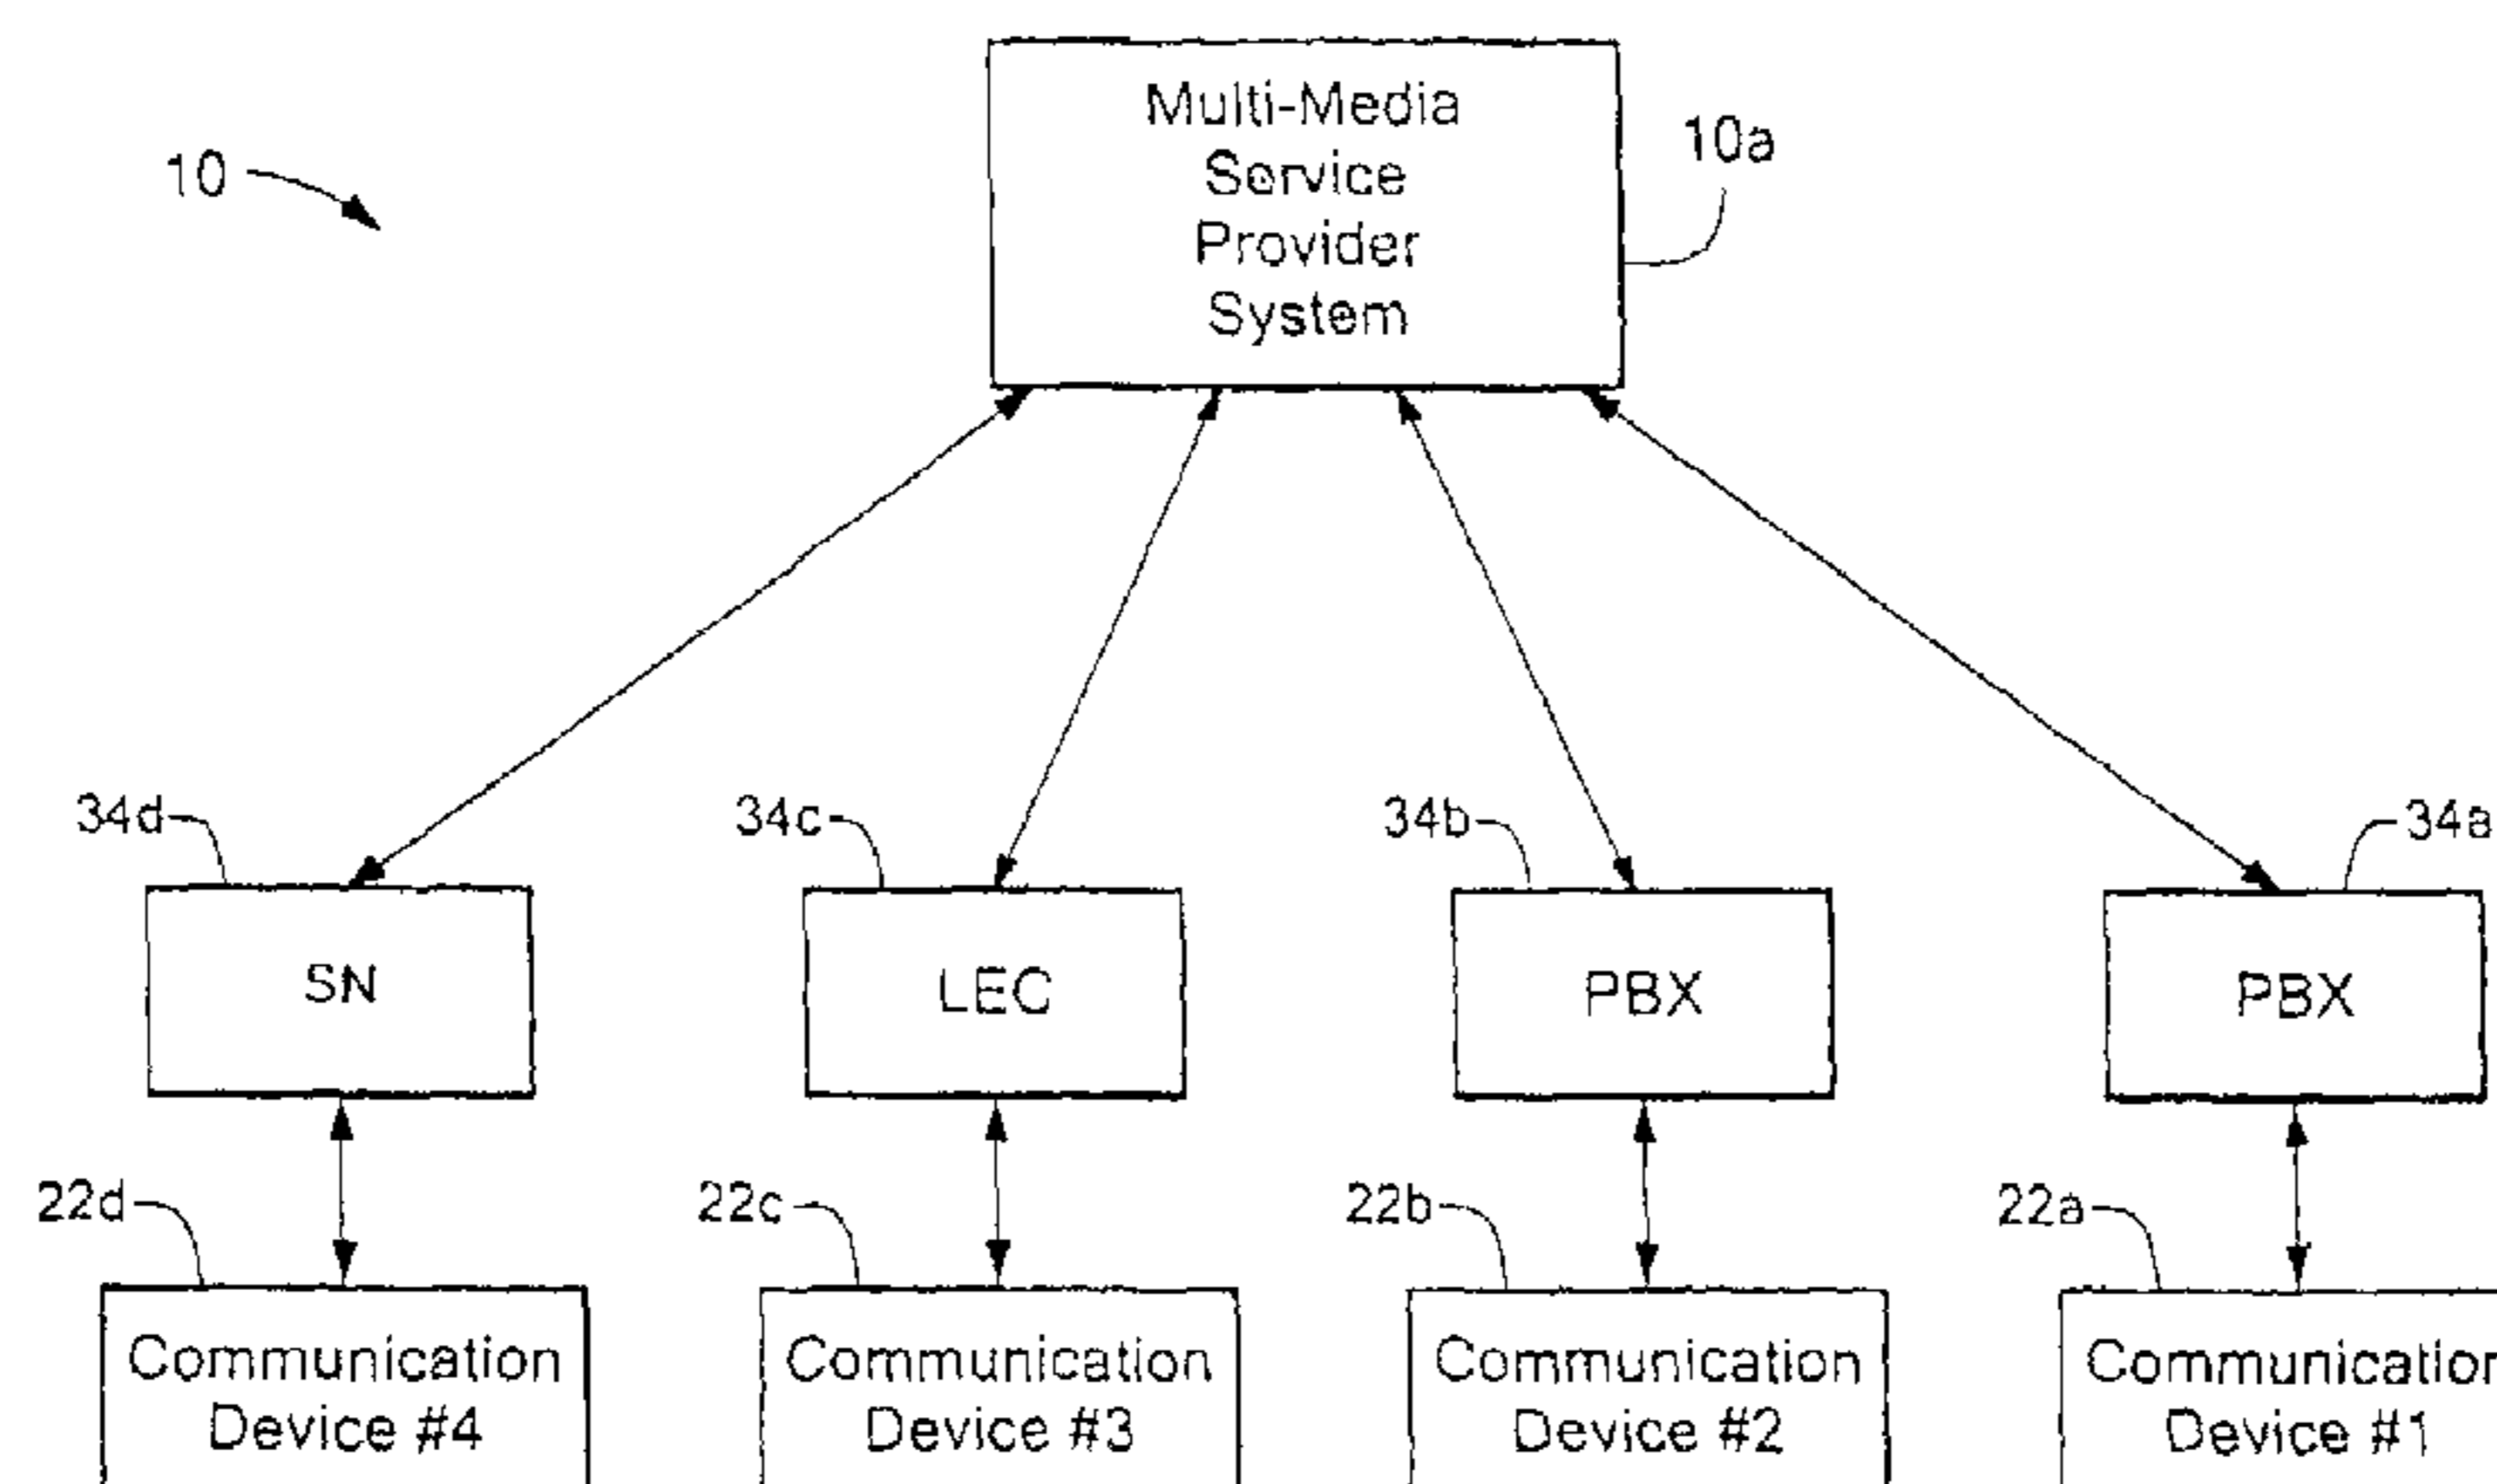 Multi-Media
Service
Provider
System
10
10a
34d
34c
34b
34a
SN
LEC
PBX
PBX
22d
22c
22b
22a
Communication
Device #4
Communication
Device #3
Communication
Device #2
Communication
Device #1